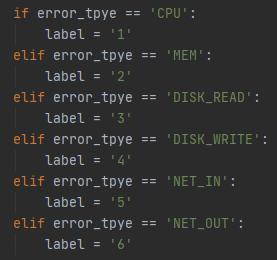 if error_tpye == 'CPU':
    label = '1'
elif error_tpye == 'MEM':
    label = '2'
elif error_tpye == 'DISK_READ':
    label = '3'
elif error_tpye == 'DISK_WRITE':
    label = '4'
elif error_tpye == 'NET_IN':
    label = '5'
elif error_tpye == 'NET_OUT':
    label = '6'